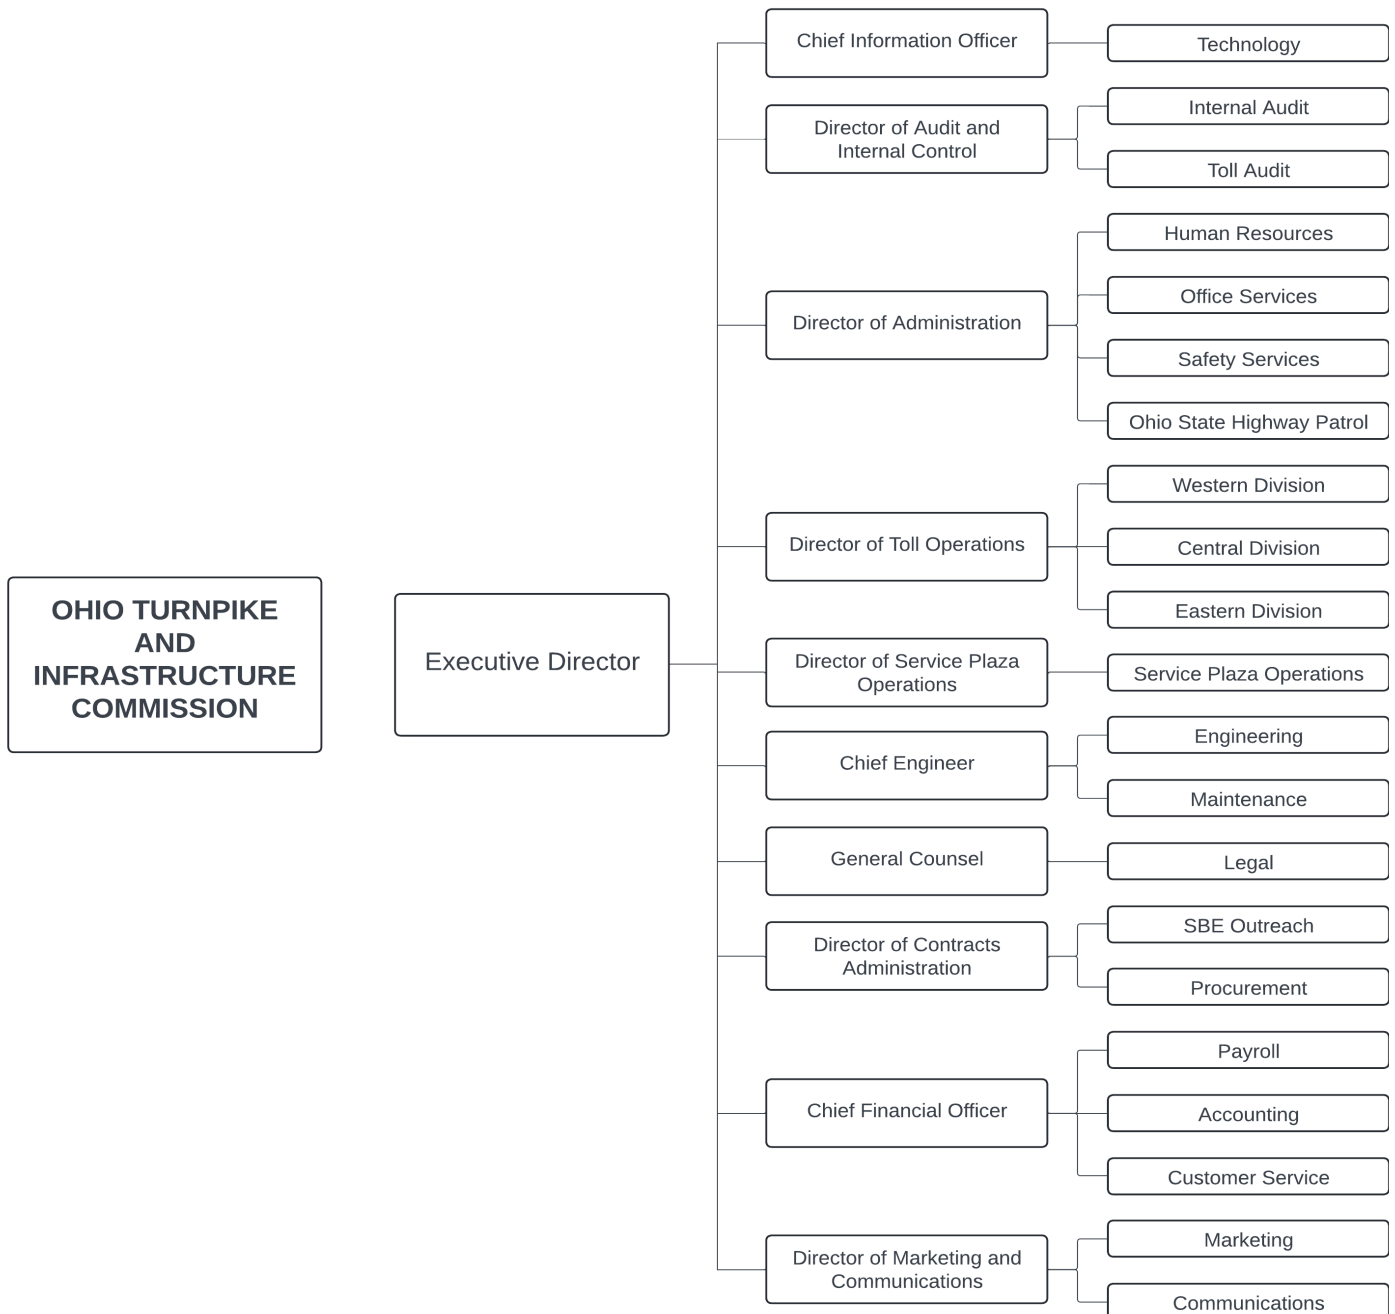 OHIO TURNPIKE
AND
INFRASTRUCTURE
COMMISSION
Executive Director
Chief Information Officer
Technology
Director of Audit and
Internal Control
Internal Audit
Toll Audit
Director of Administration
Human Resources
Office Services
Safety Services
Ohio State Highway Patrol
Director of Toll Operations
Western Division
Central Division
Eastern Division
Director of Service Plaza
Operations
Service Plaza Operations
Chief Engineer
Engineering
Maintenance
General Counsel
Legal
Director of Contracts
Administration
SBE Outreach
Procurement
Chief Financial Officer
Payroll
Accounting
Customer Service
Director of Marketing and
Communications
Marketing
Communications